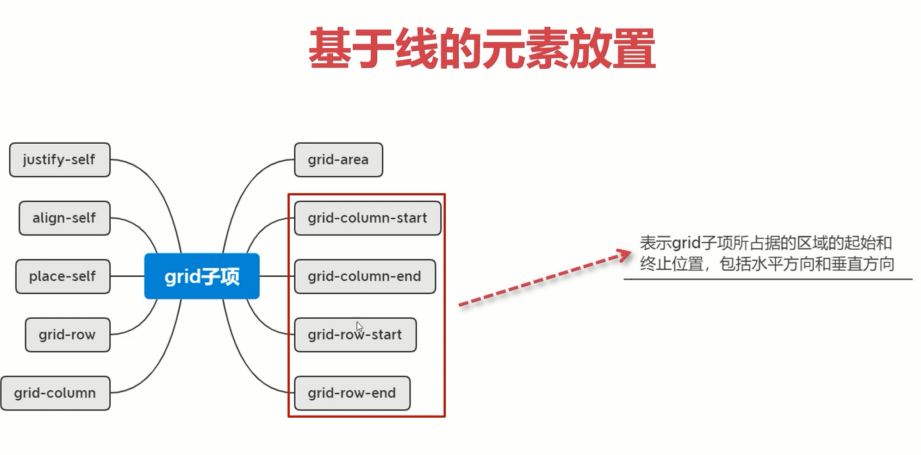 基于线的元素放置
justify-self
align-self
place-self
grid-row
grid-column
grid子项
grid-area
grid-column-start
grid-column-end
grid-row-start
grid-row-end
表示grid子项所占据的区域的起始和
终止位置，包括水平方向和垂直方向